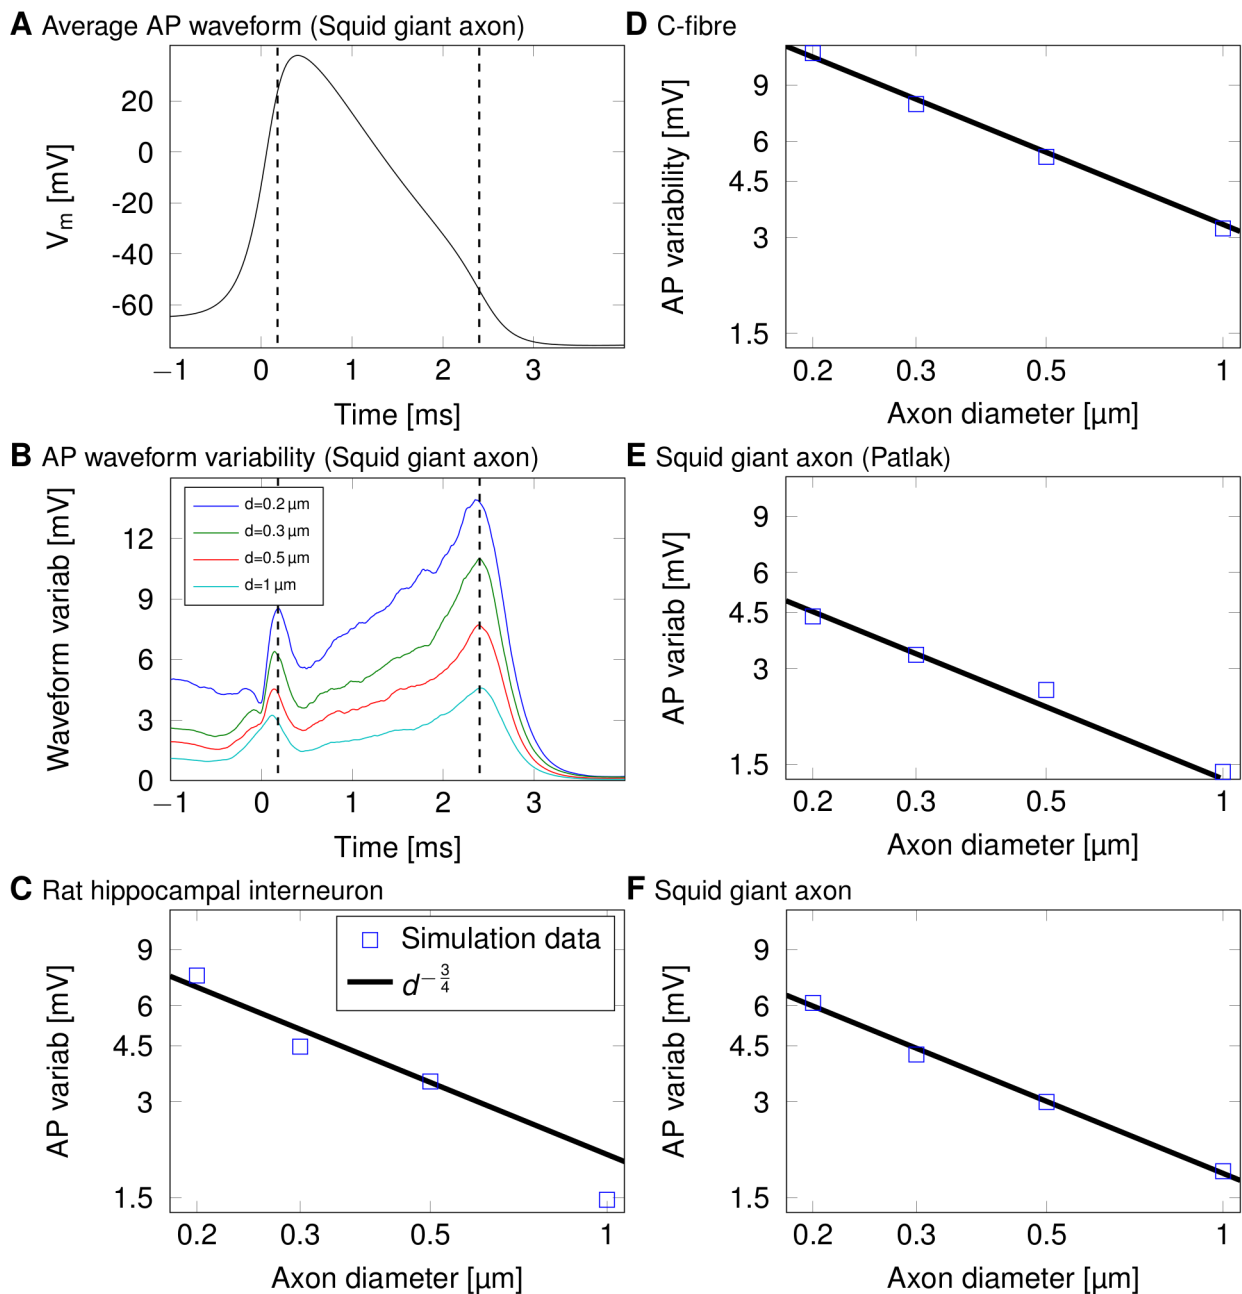 A Average AP waveform (Squid giant axon)
20
0
-20
-40
-60
Vm [mV]
−1 0 1 2 3
Time [ms]
B AP waveform variability (Squid giant axon)
d=0.2 µm
d=0.3 µm
d=0.5 µm
d=1 µm
12
9
6
3
0
Waveform variab [mV]
−1 0 1 2 3
Time [ms]
C Rat hippocampal interneuron
Simulation data
d^{−3/4}
9
6
4.5
3
1.5
AP variab [mV]
0.2 0.3 0.5 1
Axon diameter [µm]
D C-fibre
9
6
4.5
3
1.5
AP variability [mV]
0.2 0.3 0.5 1
Axon diameter [µm]
E Squid giant axon (Patlak)
9
6
4.5
3
1.5
AP variab [mV]
0.2 0.3 0.5 1
Axon diameter [µm]
F Squid giant axon
9
6
4.5
3
1.5
AP variab [mV]
0.2 0.3 0.5 1
Axon diameter [µm]